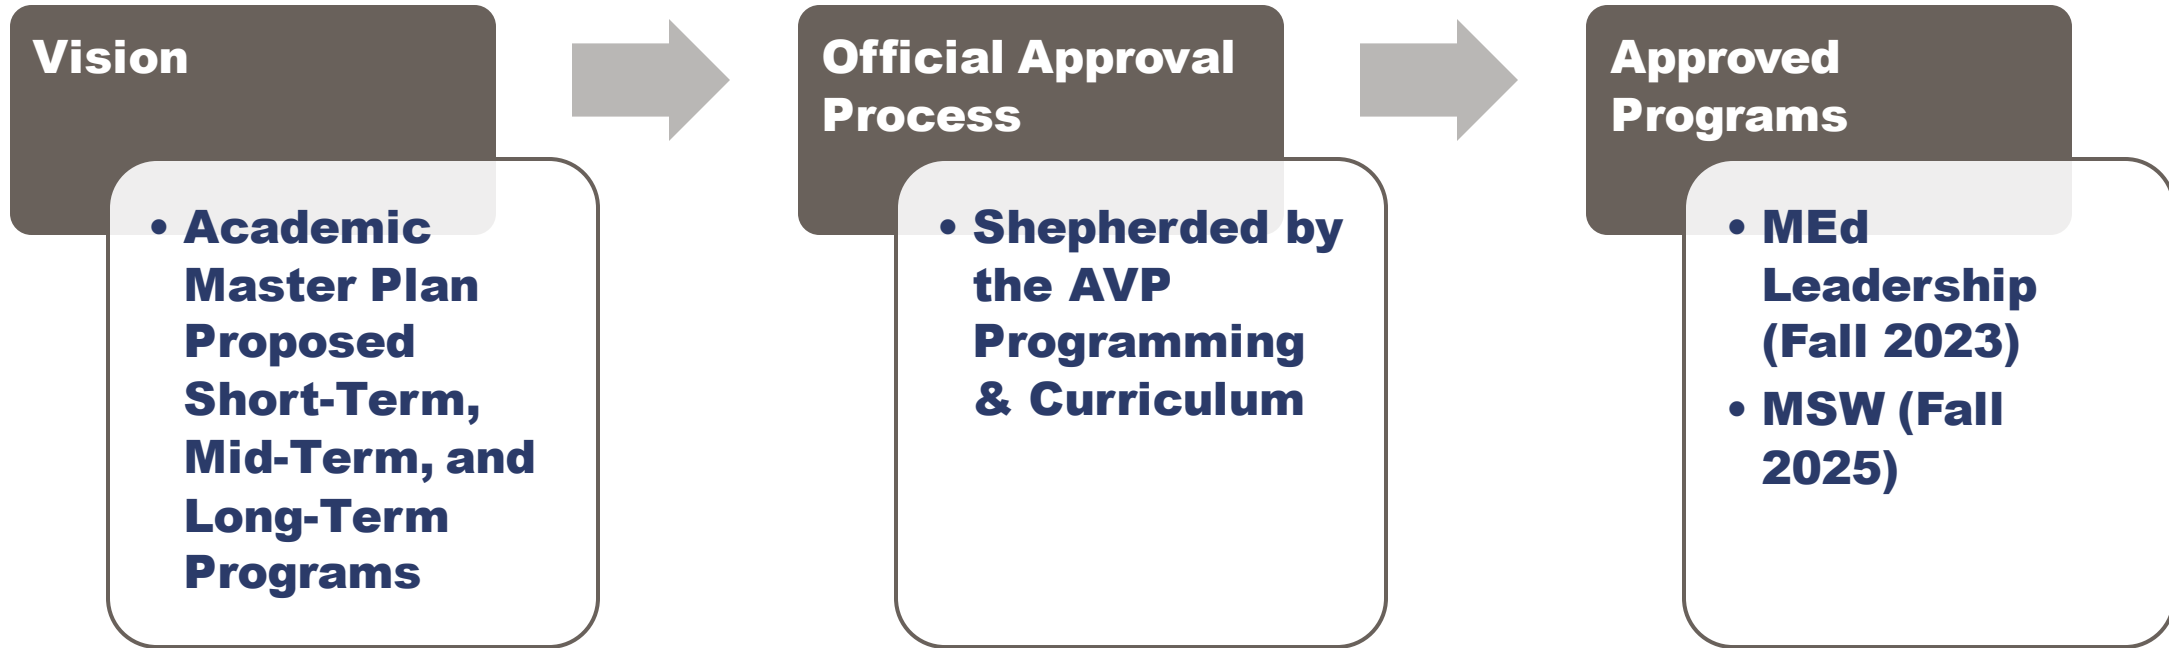 Vision
• Academic
Master Plan
Proposed
Short-Term,
Mid-Term, and
Long-Term
Programs
Official Approval
Process
• Shepherded by
the AVP
Programming
& Curriculum
Approved
Programs
• MEd
Leadership
(Fall 2023)
• MSW (Fall
2025)